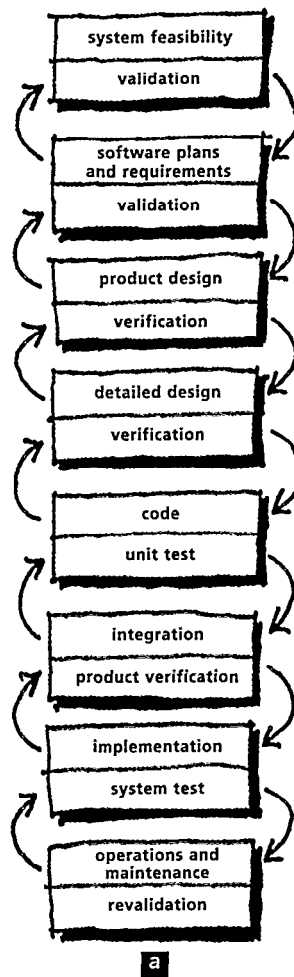 system feasibility
validation
software plans
and requirements
validation
product design
verification
detailed design
verification
code
unit test
integration
product verification
implementation
system test
operations and
maintenance
revalidation
a